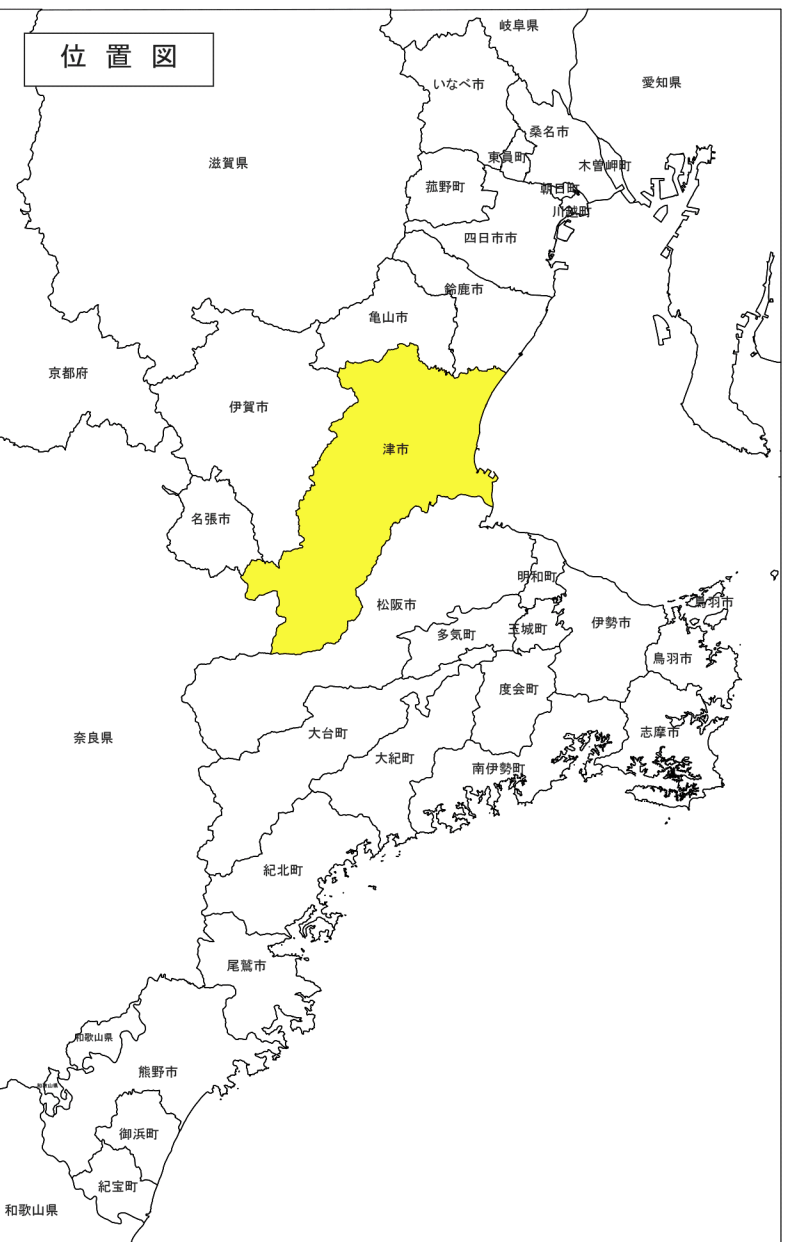 位置図
岐阜県
愛知県
いなべ市
桑名市
滋賀県
東員町
木曽岬町
菰野町
朝日町
川越町
四日市市
鈴鹿市
亀山市
京都府
伊賀市
津市
名張市
明和町
松阪市
鳥羽市
伊勢市
多気町
玉城町
鳥羽市
度会町
奈良県
大台町
志摩市
大紀町
南伊勢町
紀北町
尾鷲市
和歌山県
熊野市
和歌山県
御浜町
紀宝町
和歌山県